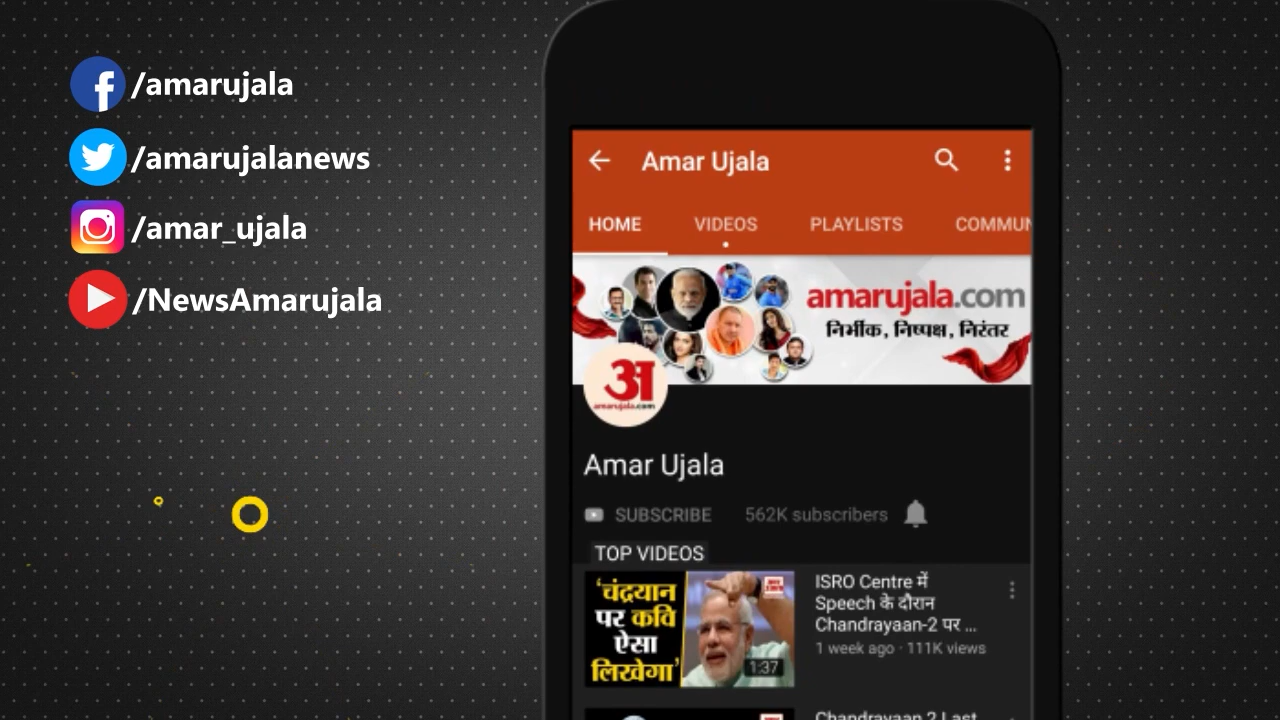 /amarujala
/amarujalanews
/amar_ujala
/NewsAmarujala
Amar Ujala
HOME VIDEOS PLAYLISTS COMMUN
amarujala.com
निर्भीक, निष्पक्ष, निरंतर
अ
amarujala.com
Amar Ujala
SUBSCRIBE 562K subscribers
TOP VIDEOS
‘चंद्रयान
पर कवि
ऐसा
लिखेगा’
1:37
ISRO Centre में
Speech के दौरान
Chandrayaan-2 पर ...
1 week ago · 111K views
Chandrayaan 2 Last